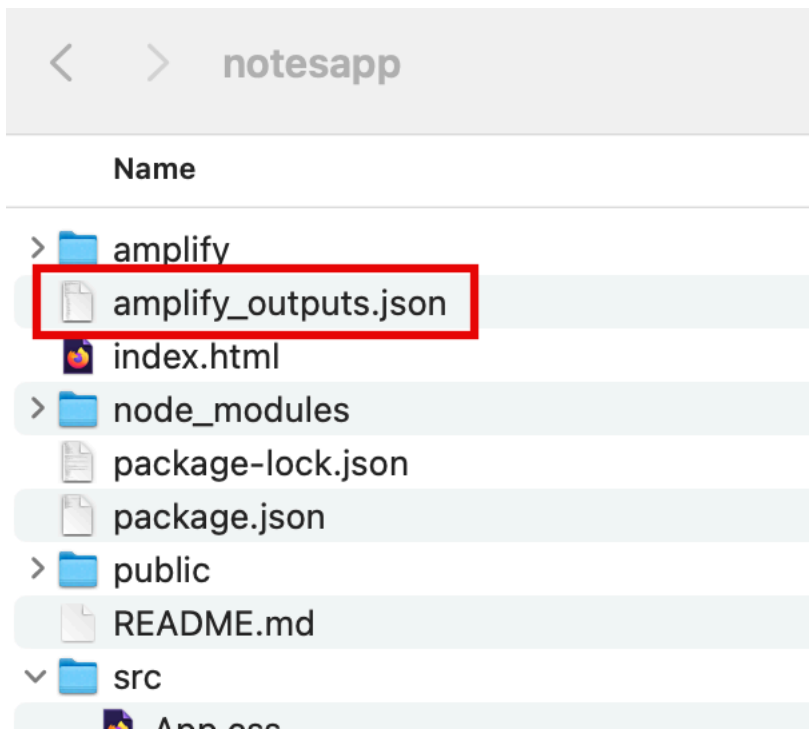 notesapp
Name
amplify
amplify_outputs.json
index.html
node_modules
package-lock.json
package.json
public
README.md
src